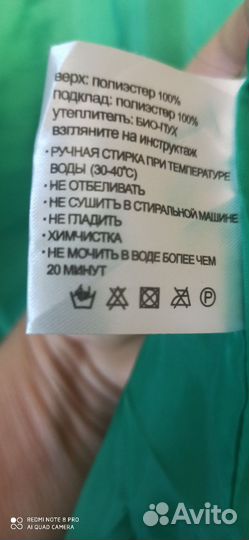 верх: полиэстер 100%
подклад: полиэстер 100%
утеплитель: БИО-ПУХ
взгляните на инструктаж
· РУЧНАЯ СТИРКА ПРИ ТЕМПЕРАТУРЕ
ВОДЫ (30-40°C)
· НЕ ОТБЕЛИВАТЬ
· НЕ СУШИТЬ В СТИРАЛЬНОЙ МАШИНЕ
· НЕ ГЛАДИТЬ
· ХИМЧИСТКА
· НЕ МОЧИТЬ В ВОДЕ БОЛЕЕ ЧЕМ
20 МИНУТ
P
REDMI NOTE 8 PRO
AI QUAD CAMERA
Avito